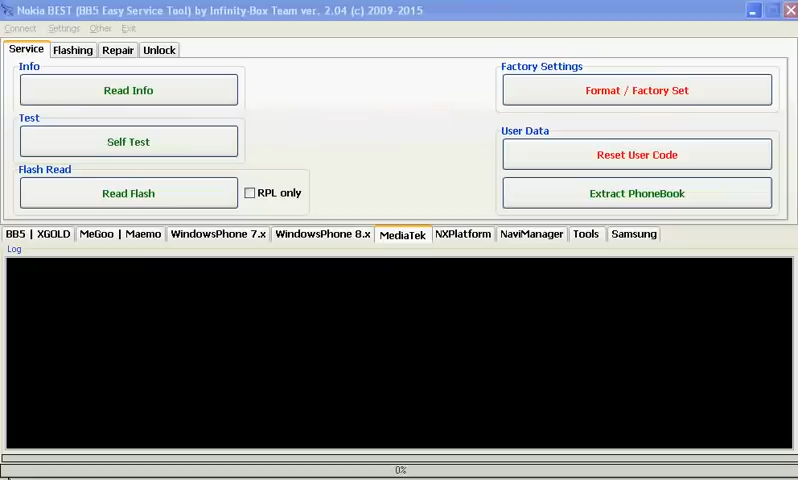 Nokia BEST (BB5 Easy Service Tool) by Infinity-Box Team ver. 2.04 (c) 2009-2015
Connect Settings Other Exit
Service Flashing Repair Unlock
Info Factory Settings
Read Info Format / Factory Set
Test User Data
Self Test Reset User Code
Flash Read
Read Flash RPL only Extract PhoneBook
BB5 | XGOLD MeGoo | Maemo WindowsPhone 7.x WindowsPhone 8.x MediaTek NXPlatform NaviManager Tools Samsung
Log
0%